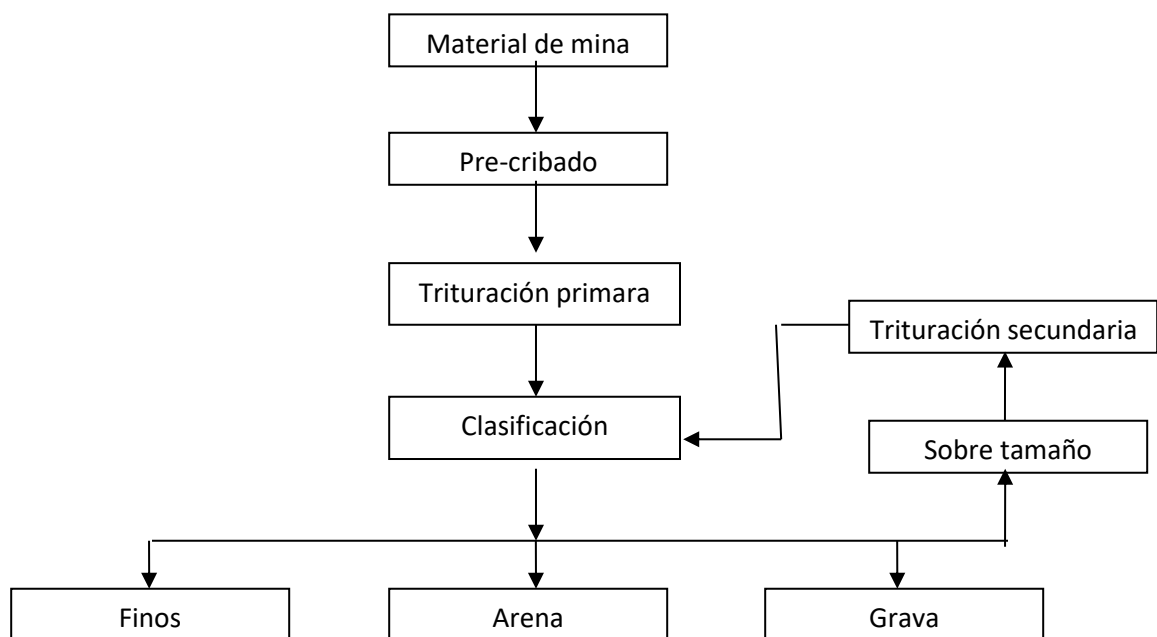 Material de mina
Pre-cribado
Trituración primara
Trituración secundaria
Clasificación
Sobre tamaño
Finos
Arena
Grava